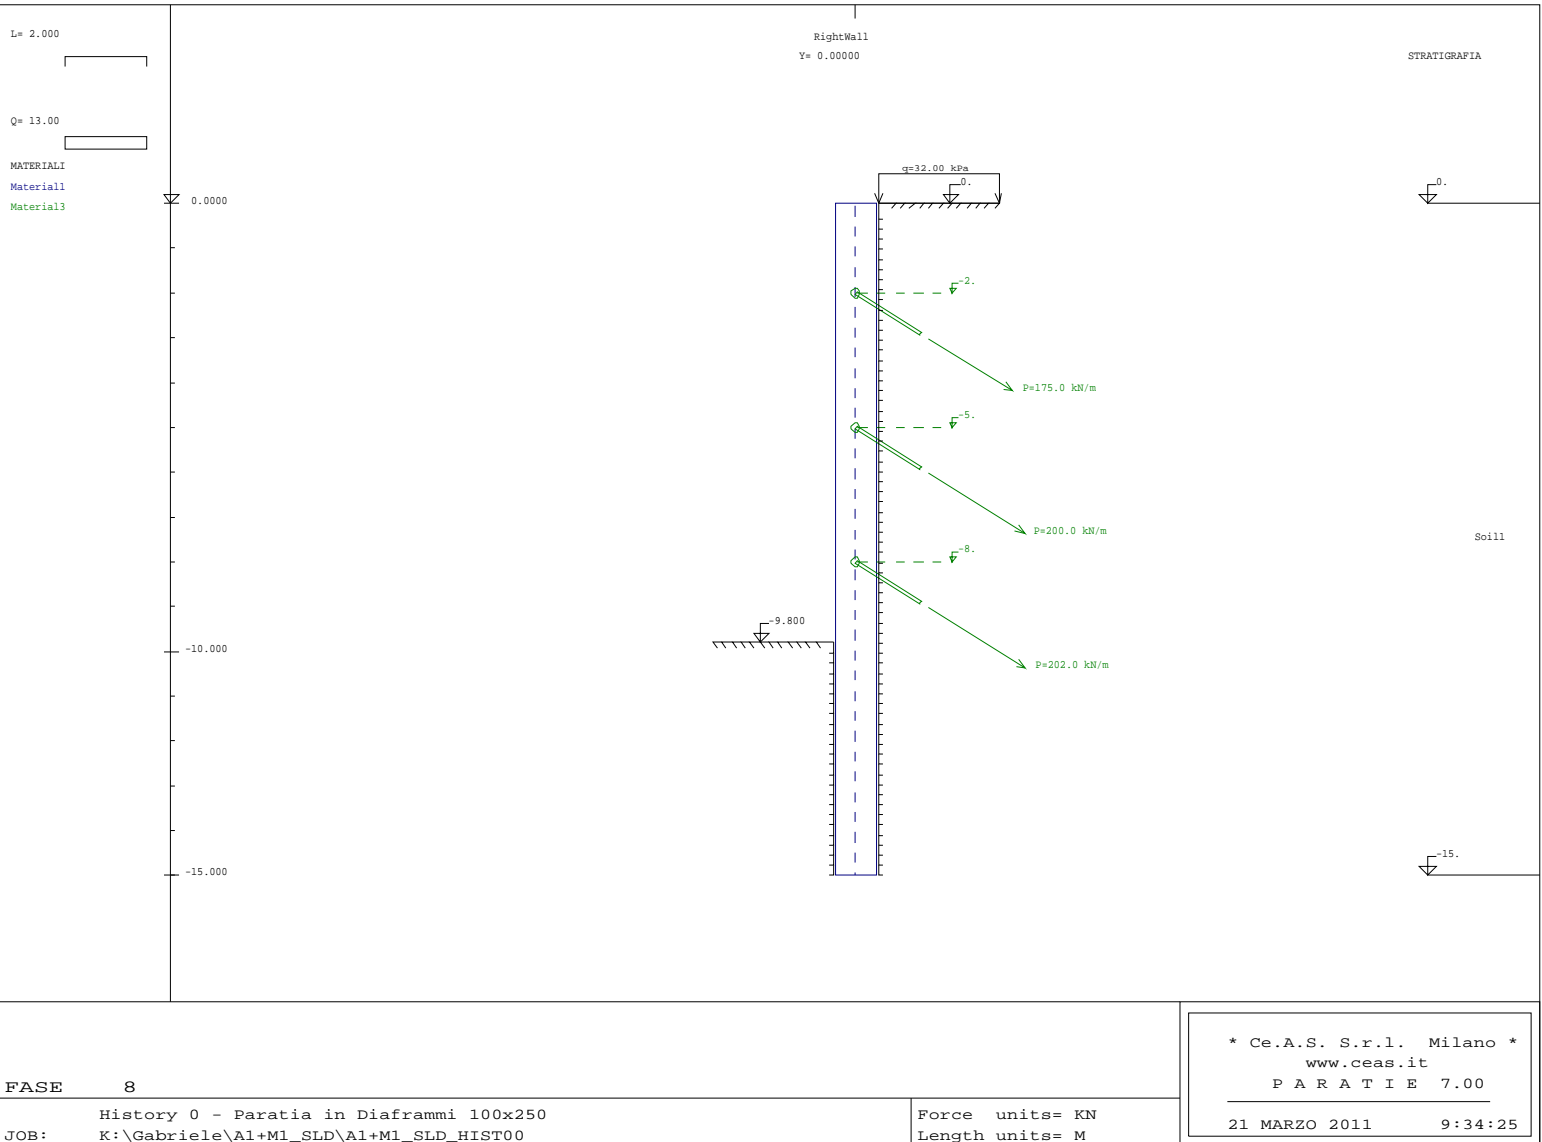 L= 2.000
RightWall
Y= 0.00000
STRATIGRAFIA
Q= 13.00
MATERIALI
Material1
Material3
q=32.00 kPa
0.
0.
0.0000
-2.
P=175.0 kN/m
-5.
P=200.0 kN/m
Soil1
-8.
-9.800
-10.000
P=202.0 kN/m
-15.
-15.000
FASE 8
History 0 - Paratia in Diaframmi 100x250
JOB: K:\Gabriele\A1+M1_SLD\A1+M1_SLD_HIST00
Force units= KN
Length units= M
* Ce.A.S. S.r.l. Milano *
www.ceas.it
P A R A T I E 7.00
21 MARZO 2011 9:34:25